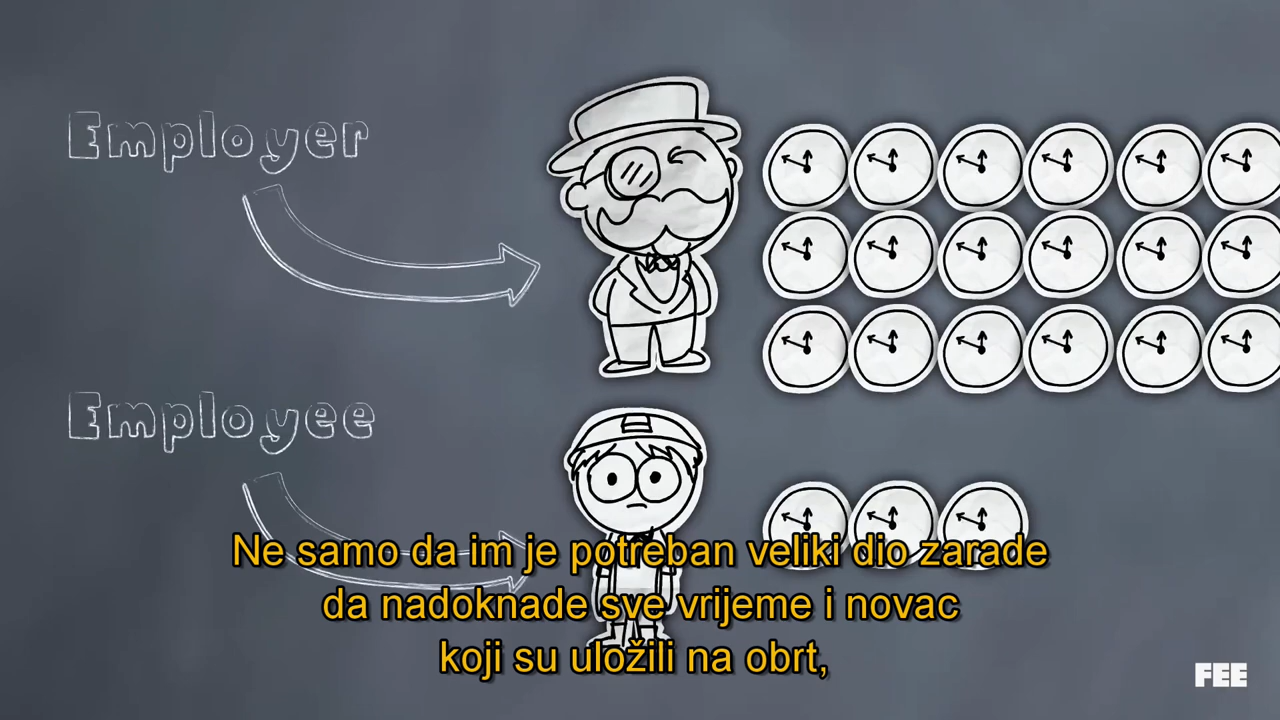 Employer
Employee
Ne samo da im je potreban veliki dio zarade
da nadoknade sve vrijeme i novac
koji su uložili na obrt,
FEE